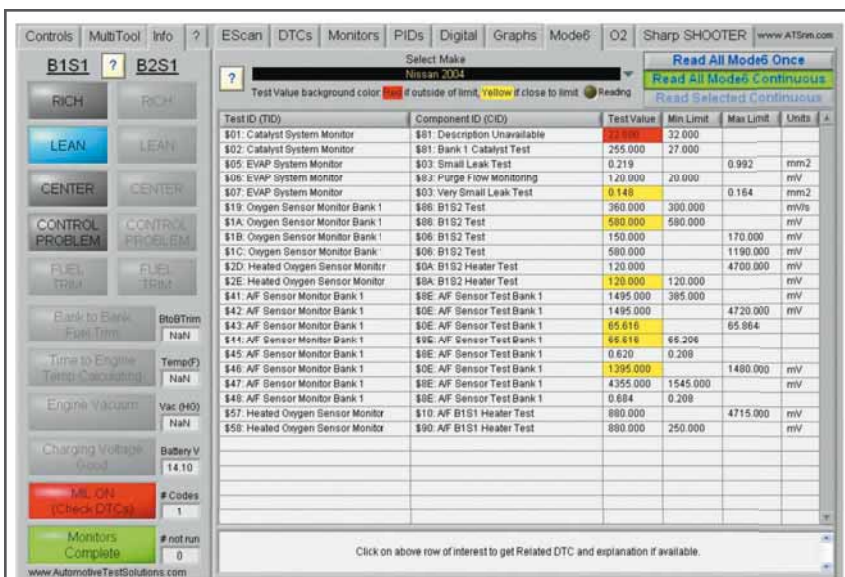 Controls MultiTool Info ? EScan DTCs Monitors PIDs Digital Graphs Mode6 O2 Sharp SHOOTER www.ATSnm.com
B1S1 ? B2S1
RICH RICH
LEAN LEAN
CENTER CENTER
CONTROL PROBLEM CONTROL PROBLEM
FUEL TRIM FUEL TRIM
Bank to Bank Fuel Trim BtoBTrim NaN
Time to Engine Temp Calculating Temp(F) NaN
Engine Vacuum Vac (HG) NaN
Charging Voltage Good Battery V 14.10
MIL ON (Check DTCs) # Codes 1
Monitors Complete # not run 0
www.AutomotiveTestSolutions.com
Select Make
? Nissan 2004
Test Value background color: Red if outside of limit, Yellow if close to limit Reading
Read All Mode6 Once
Read All Mode6 Continuous
Read Selected Continuous
Test ID (TID) Component ID (CID) Test Value Min Limit Max Limit Units
$01: Catalyst System Monitor $81: Description Unavailable 32.000
$02: Catalyst System Monitor $81: Bank 1 Catalyst Test 255.000 27.000
$05: EVAP System Monitor $03: Small Leak Test 0.219 0.992 mm2
$06: EVAP System Monitor $83: Purge Flow Monitoring 120.000 20.000 mV
$07: EVAP System Monitor $03: Very Small Leak Test 0.148 0.164 mm2
$19: Oxygen Sensor Monitor Bank 1 $86: B1S2 Test 360.000 300.000 mV/s
$1A: Oxygen Sensor Monitor Bank 1 $86: B1S2 Test 580.000 580.000 mV
$1B: Oxygen Sensor Monitor Bank 1 $06: B1S2 Test 150.000 170.000 mV
$1C: Oxygen Sensor Monitor Bank $06: B1S2 Test 580.000 1190.000 mV
$2D: Heated Oxygen Sensor Monitor $0A: B1S2 Heater Test 120.000 4700.000 mV
$2E: Heated Oxygen Sensor Monitor $8A: B1S2 Heater Test 120.000 120.000 mV
$41: A/F Sensor Monitor Bank 1 $8E: A/F Sensor Test Bank 1 1495.000 385.000 mV
$42: A/F Sensor Monitor Bank 1 $0E: A/F Sensor Test Bank 1 1495.000 4720.000 mV
$43: A/F Sensor Monitor Bank 1 $0E: A/F Sensor Test Bank 1 65.616 65.864
$44: A/F Sensor Monitor Bank 1 $8E: A/F Sensor Test Bank 1 65.616 65.206
$45: A/F Sensor Monitor Bank 1 $8E: A/F Sensor Test Bank 1 0.620 0.208
$46: A/F Sensor Monitor Bank 1 $0E: A/F Sensor Test Bank 1 1395.000 1480.000 mV
$47: A/F Sensor Monitor Bank 1 $8E: A/F Sensor Test Bank 1 4355.000 1545.000 mV
$48: A/F Sensor Monitor Bank 1 $8E: A/F Sensor Test Bank 1 0.684 0.208
$57: Heated Oxygen Sensor Monitor $10: A/F B1S1 Heater Test 880.000 4715.000 mV
$58: Heated Oxygen Sensor Monitor $90: A/F B1S1 Heater Test 880.000 250.000 mV
Click on above row of interest to get Related DTC and explanation if available.